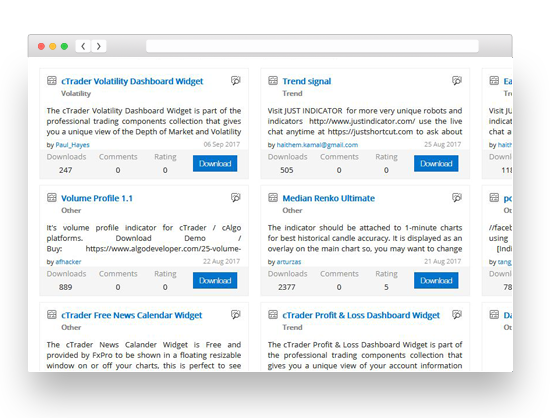 cTrader Volatility Dashboard Widget
Volatility
The cTrader Volatility Dashboard Widget is part of the
professional trading components collection that gives
you a unique view of the Depth of Market and Volatility
by Paul_Hayes 06 Sep 2017
Downloads Comments Rating
247 0 0
Download
Trend signal
Trend
Visit JUST INDICATOR for more very unique robots and
indicators http://www.justindicator.com/ use the live
chat anytime at https://justshortcut.com to ask about
by haithem.kamal@gmail.com 25 Aug 2017
Downloads Comments Rating
505 0 0
Download
Ea
Visit
indi
chat
by haith
Down
118
Volume Profile 1.1
Other
It's volume profile indicator for cTrader / cAlgo
platforms. Download Demo /
Buy: https://www.algodeveloper.com/25-volume-
by afhacker 22 Aug 2017
Downloads Comments Rating
889 0 0
Download
Median Renko Ultimate
Other
The indicator should be attached to 1-minute charts
for best historical candle accuracy. It is displayed as an
overlay on the main chart so, you may want to change
by arturzas 21 Aug 2017
Downloads Comments Rating
2377 0 5
Download
//faceb
using
[Indi
by tang_
Down
78
cTrader Free News Calendar Widget
Other
The cTrader News Calander Widget is Free and
provided by FxPro to be shown in a floating resizable
window on or off your charts, this is perfect to see
cTrader Profit & Loss Dashboard Widget
Trend
The cTrader Profit & Loss Dashboard Widget is part of
the professional trading components collection that
gives you a unique view of your account information
Da
Other